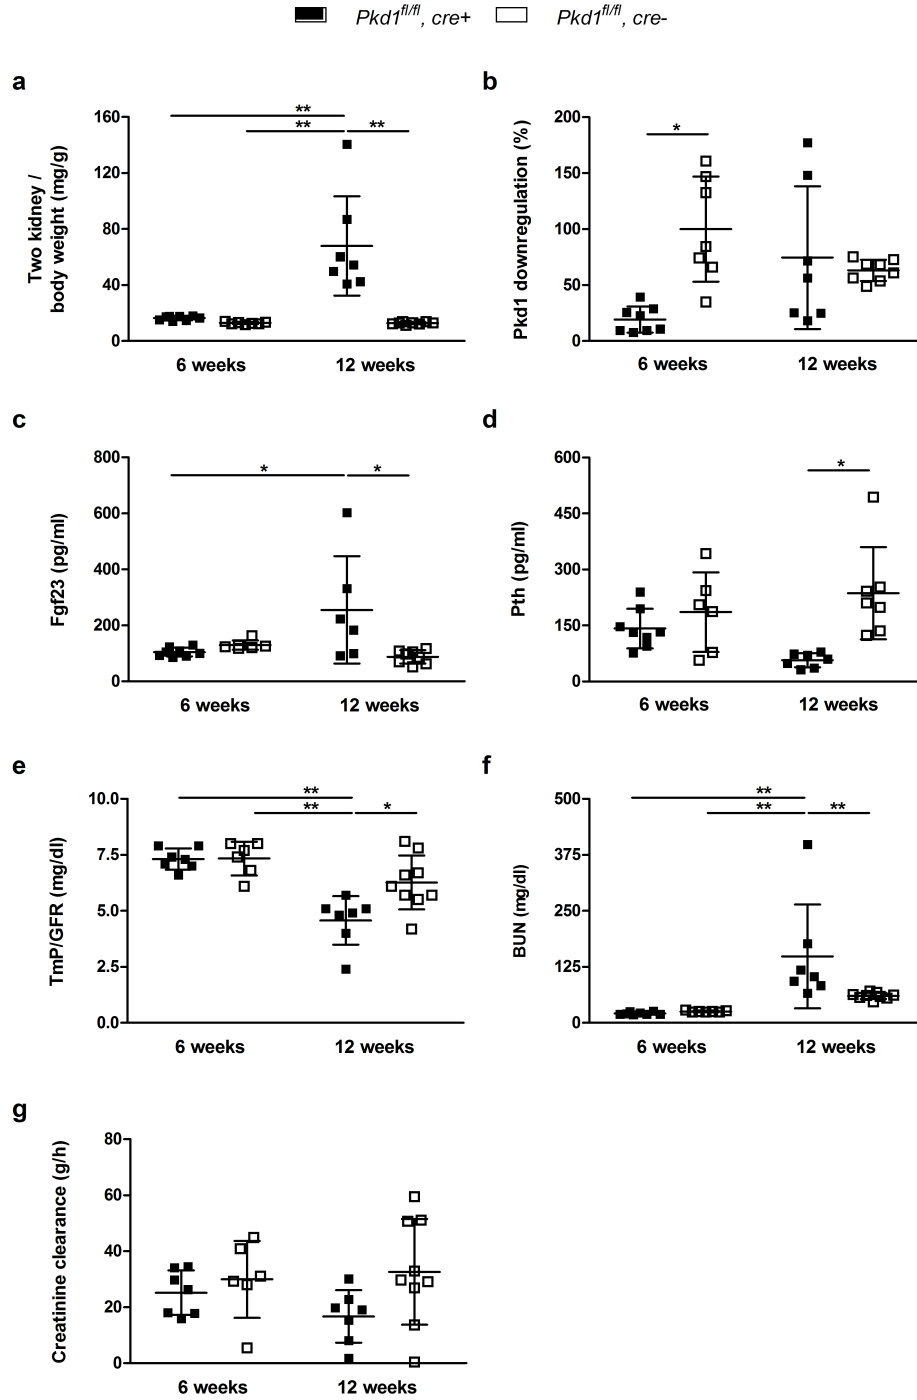 Pkd1fl/fl, cre+ Pkd1fl/fl, cre-
a
Two kidney /
body weight (mg/g)
160
120
80
40
0
** 
** **
6 weeks 12 weeks
b
Pkd1 downregulation (%)
200
150
100
50
0
*
6 weeks 12 weeks
c
Fgf23 (pg/ml)
800
600
400
200
0
* *
6 weeks 12 weeks
d
Pth (pg/ml)
600
450
300
150
0
*
6 weeks 12 weeks
e
TmP/GFR (mg/dl)
10.0
7.5
5.0
2.5
0.0
**
** *
6 weeks 12 weeks
f
BUN (mg/dl)
500
375
250
125
0
**
** **
6 weeks 12 weeks
g
Creatinine clearance (g/h)
80
60
40
20
0
6 weeks 12 weeks